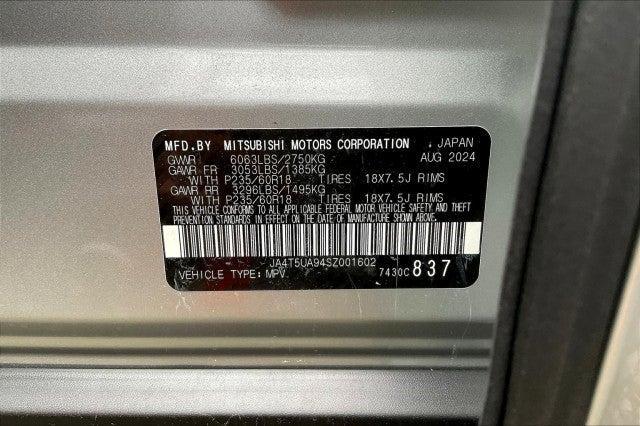 MFD.BY MITSUBISHI MOTORS CORPORATION, JAPAN
GVWR 6063LBS/2750KG AUG 2024
GAWR FR 3053LBS/1385KG
WITH P235/60R18 TIRES 18X7.5J RIMS
GAWR RR 3296LBS/1495KG
WITH P235/60R18 TIRES 18X7.5J RIMS
THIS VEHICLE CONFORMS TO ALL APPLICABLE FEDERAL MOTOR VEHICLE SAFETY AND THEFT
PREVENTION STANDARDS IN EFFECT ON THE DATE OF MANUFACTURE SHOWN ABOVE.
JA4T5UA94SZ001602
VEHICLE TYPE: MPV 7430C 837